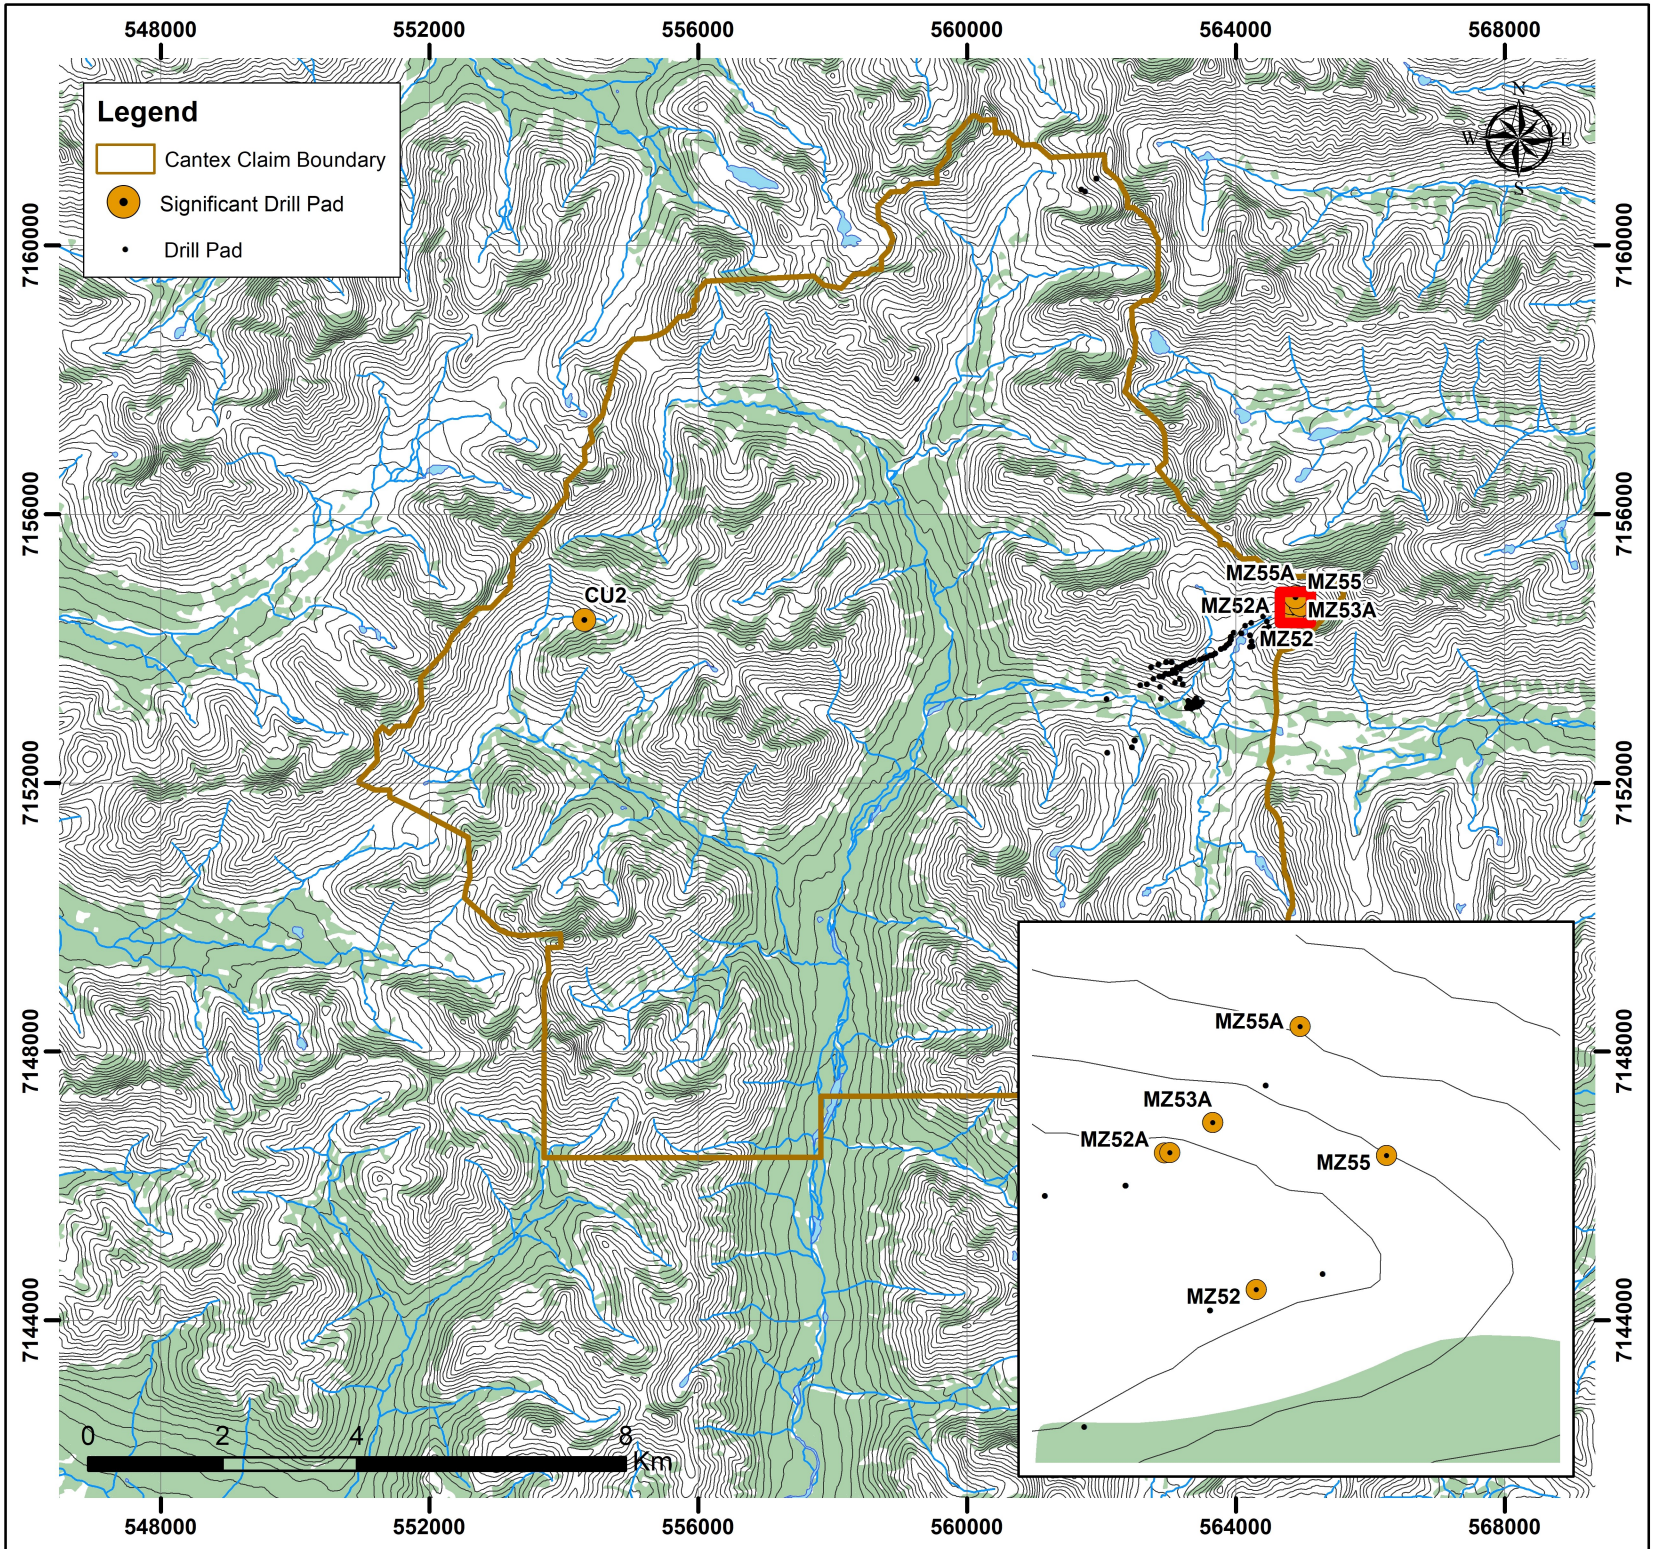 548000 552000 556000 560000 564000 568000
N
W E
S
Legend
Cantex Claim Boundary
Significant Drill Pad
Drill Pad
7160000 7160000
7156000 7156000
MZ55A MZ55
CU2 MZ52A MZ53A
MZ52
7152000 7152000
7148000 7148000
MZ55A
MZ53A
MZ52A
MZ55
MZ52
7144000 7144000
0 2 4 8
Km
548000 552000 556000 560000 564000 568000